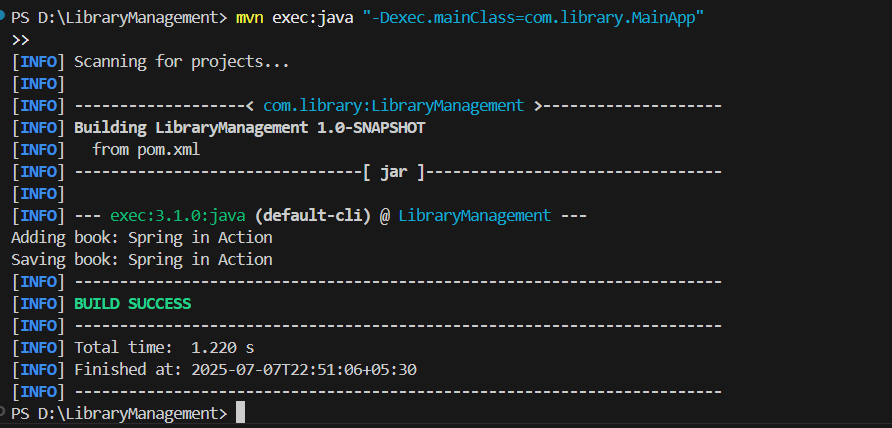 PS D:\LibraryManagement> mvn exec:java "-Dexec.mainClass=com.library.MainApp"
>>
[INFO] Scanning for projects...
[INFO]
[INFO] -------------------< com.library:LibraryManagement >--------------------
[INFO] Building LibraryManagement 1.0-SNAPSHOT
[INFO]   from pom.xml
[INFO] --------------------------------[ jar ]---------------------------------
[INFO]
[INFO] --- exec:3.1.0:java (default-cli) @ LibraryManagement ---
Adding book: Spring in Action
Saving book: Spring in Action
[INFO] ------------------------------------------------------------------------
[INFO] BUILD SUCCESS
[INFO] ------------------------------------------------------------------------
[INFO] Total time:  1.220 s
[INFO] Finished at: 2025-07-07T22:51:06+05:30
[INFO] ------------------------------------------------------------------------
PS D:\LibraryManagement>